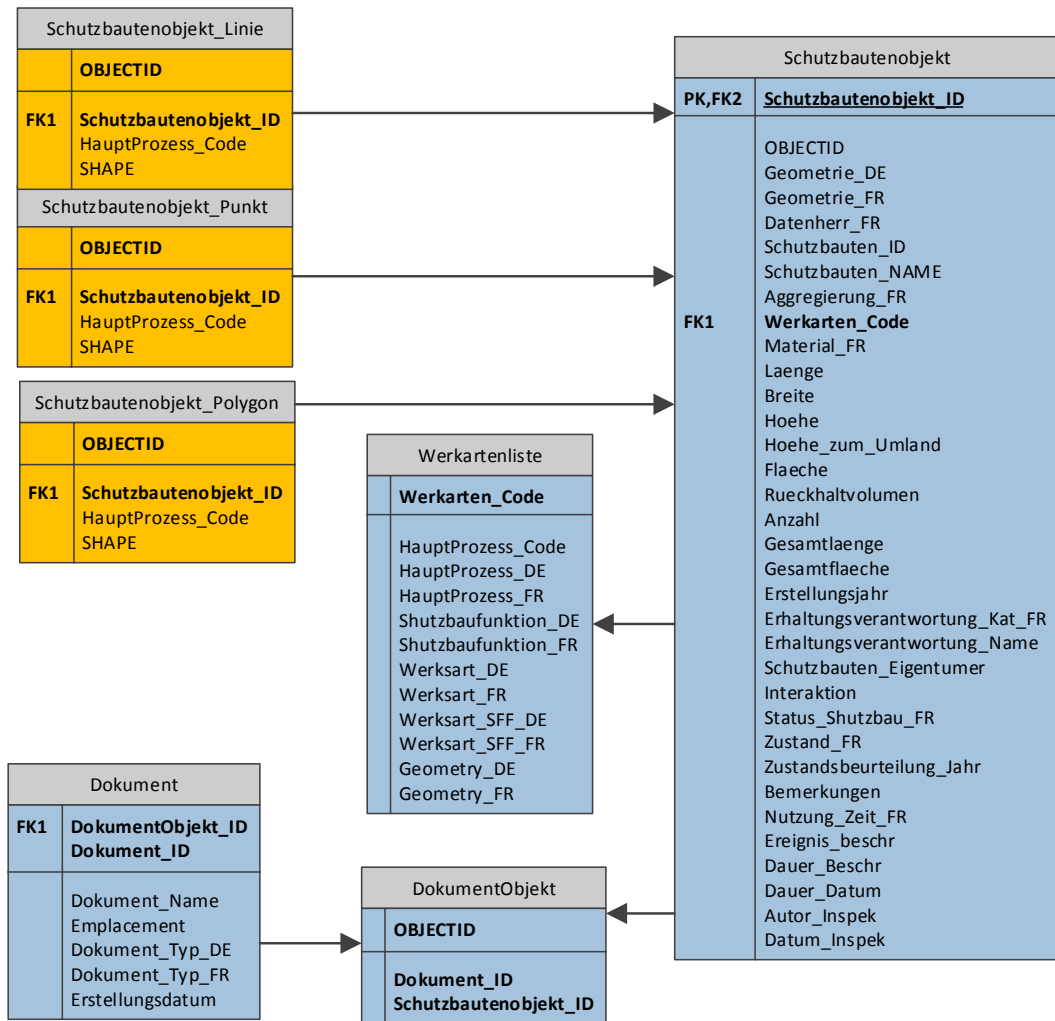 Schutzbautenobjekt_Linie
OBJECTID
FK1 Schutzbautenobjekt_ID
HauptProzess_Code
SHAPE
Schutzbautenobjekt_Punkt
OBJECTID
FK1 Schutzbautenobjekt_ID
HauptProzess_Code
SHAPE
Schutzbautenobjekt_Polygon
OBJECTID
FK1 Schutzbautenobjekt_ID
HauptProzess_Code
SHAPE
Schutzbautenobjekt
PK,FK2 Schutzbautenobjekt_ID
OBJECTID
Geometrie_DE
Geometrie_FR
Datenherr_FR
Schutzbauten_ID
Schutzbauten_NAME
Aggregierung_FR
FK1 Werkarten_Code
Material_FR
Laenge
Breite
Hoehe
Hoehe_zum_Umland
Flaeche
Rueckhaltvolumen
Anzahl
Gesamtlaenge
Gesamtflaeche
Erstellungsjahr
Erhaltungsverantwortung_Kat_FR
Erhaltungsverantwortung_Name
Schutzbauten_Eigentumer
Interaktion
Status_Shutzbau_FR
Zustand_FR
Zustandsbeurteilung_Jahr
Bemerkungen
Nutzung_Zeit_FR
Ereignis_beschr
Dauer_Beschr
Dauer_Datum
Autor_Inspek
Datum_Inspek
Werkartenliste
Werkarten_Code
HauptProzess_Code
HauptProzess_DE
HauptProzess_FR
Shutzbaufunktion_DE
Shutzbaufunktion_FR
Werksart_DE
Werksart_FR
Werksart_SFF_DE
Werksart_SFF_FR
Geometry_DE
Geometry_FR
Dokument
FK1 DokumentObjekt_ID
Dokument_ID
Dokument_Name
Emplacement
Dokument_Typ_DE
Dokument_Typ_FR
Erstellungsdatum
DokumentObjekt
OBJECTID
Dokument_ID
Schutzbautenobjekt_ID